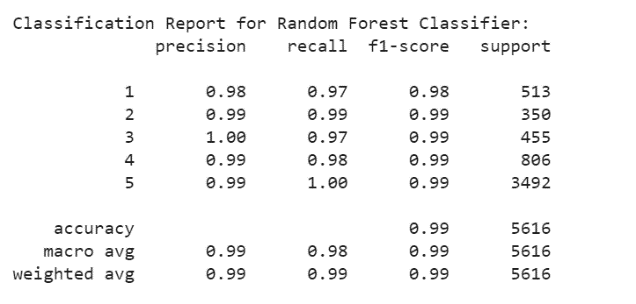 Classification Report for Random Forest Classifier:
precision recall f1-score support
1 0.98 0.97 0.98 513
2 0.99 0.99 0.99 350
3 1.00 0.97 0.99 455
4 0.99 0.98 0.99 806
5 0.99 1.00 0.99 3492
accuracy 0.99 5616
macro avg 0.99 0.98 0.99 5616
weighted avg 0.99 0.99 0.99 5616